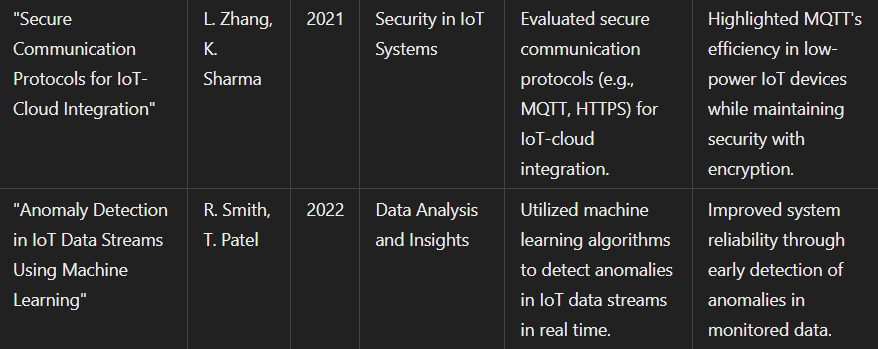 "Secure
Communication
Protocols for IoT-
Cloud Integration"
L. Zhang,
K.
Sharma
2021
Security in IoT
Systems
Evaluated secure
communication
protocols (e.g.,
MQTT, HTTPS) for
IoT-cloud
integration.
Highlighted MQTT's
efficiency in low-
power IoT devices
while maintaining
security with
encryption.
"Anomaly Detection
in IoT Data Streams
Using Machine
Learning"
R. Smith,
T. Patel
2022
Data Analysis
and Insights
Utilized machine
learning algorithms
to detect anomalies
in IoT data streams
in real time.
Improved system
reliability through
early detection of
anomalies in
monitored data.